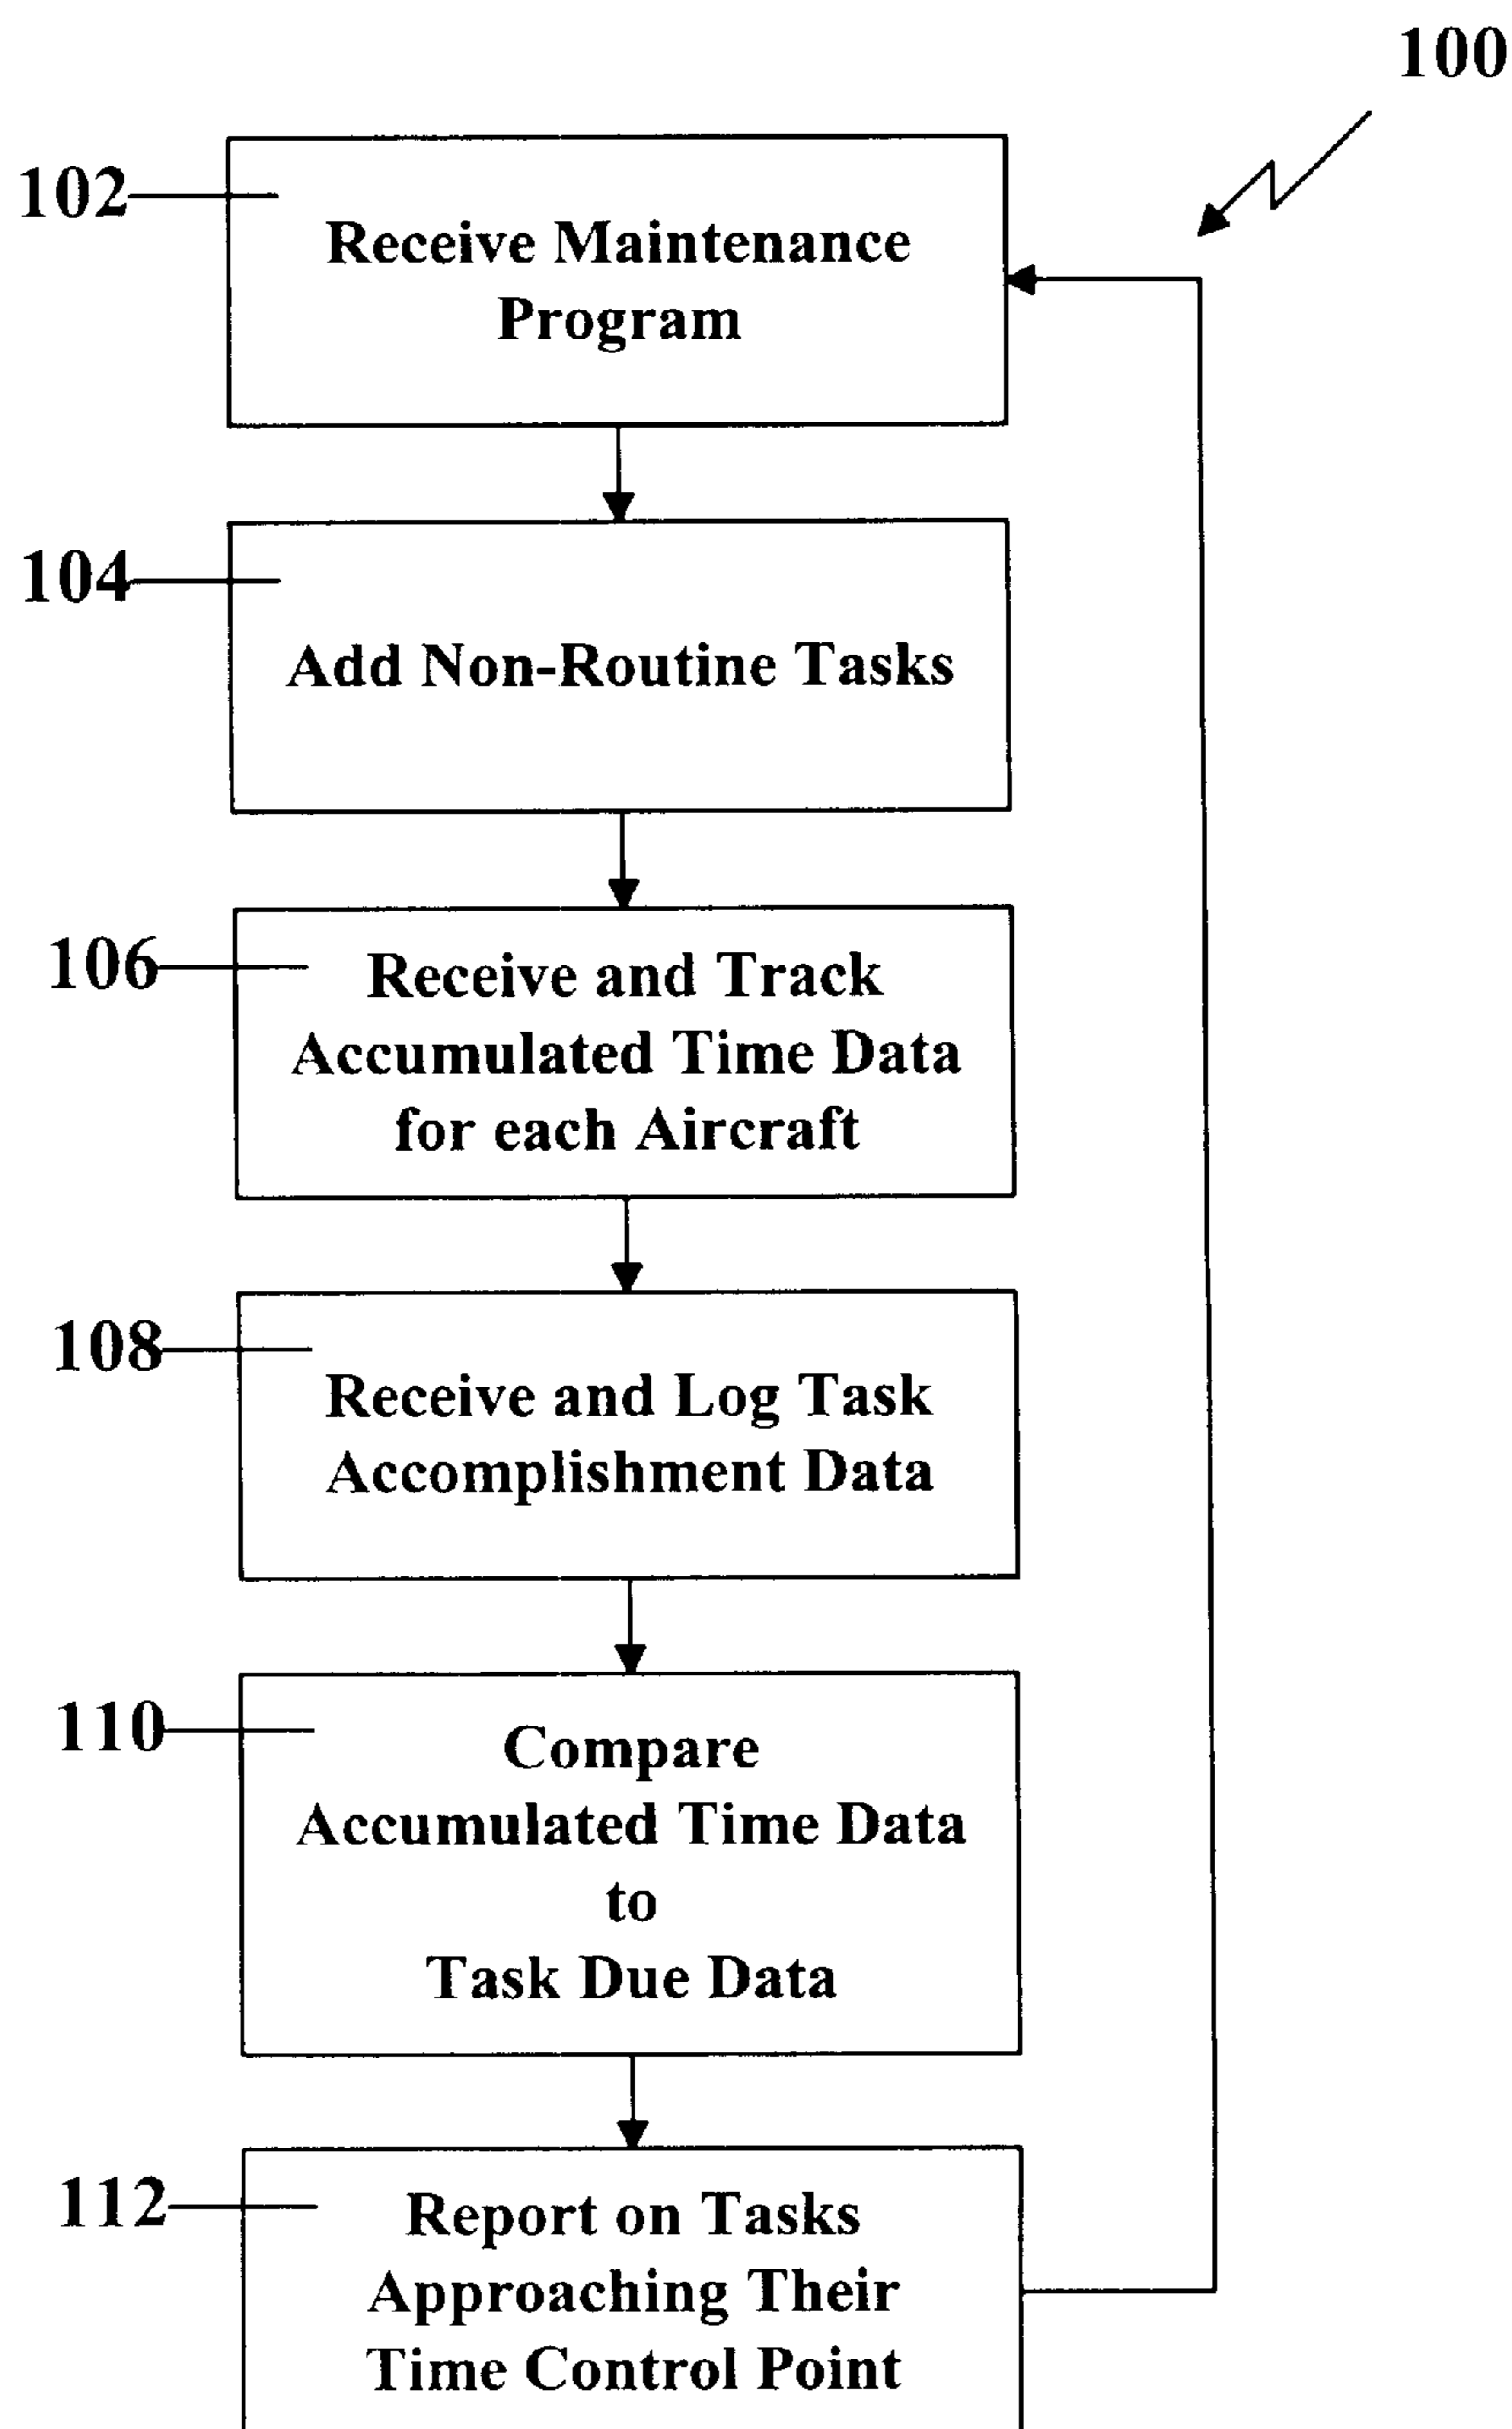 100
102
Receive Maintenance
Program
104
Add Non-Routine Tasks
106
Receive and Track
Accumulated Time Data
for each Aircraft
108
Receive and Log Task
Accomplishment Data
110
Compare
Accumulated Time Data
to
Task Due Data
112
Report on Tasks
Approaching Their
Time Control Point